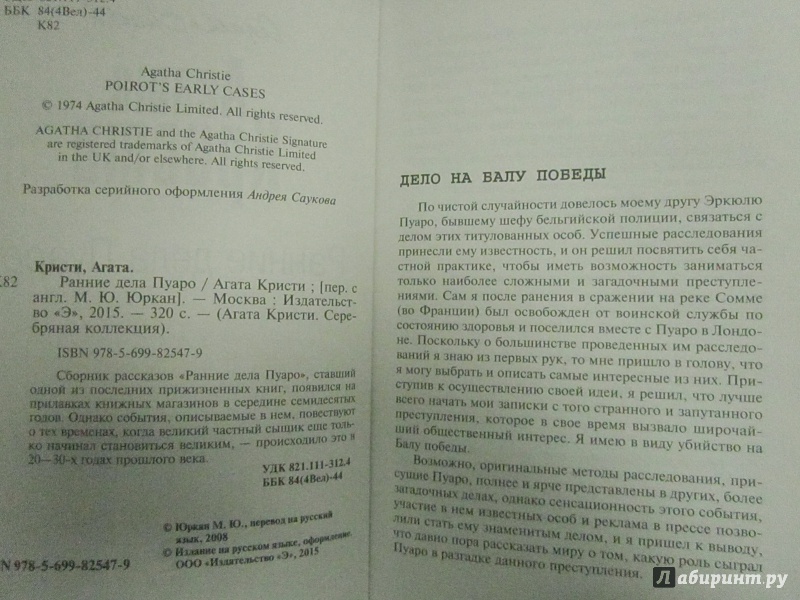 ББК 84(4Вел)-44
К82
Agatha Christie
POIROT'S EARLY CASES
© 1974 Agatha Christie Limited. All rights reserved.
AGATHA CHRISTIE and the Agatha Christie Signature
are registered trademarks of Agatha Christie Limited
in the UK and/or elsewhere. All rights reserved.
Разработка серийного оформления Андрея Саукова
Кристи, Агата.
К82 Ранние дела Пуаро / Агата Кристи ; [пер. с
англ. М. Ю. Юркан]. — Москва : Издательст-
во «Э», 2015. — 320 с. — (Агата Кристи. Сереб-
ряная коллекция).
ISBN 978-5-699-82547-9
Сборник рассказов «Ранние дела Пуаро», ставший
одной из последних прижизненных книг, появился на
прилавках книжных магазинов в середине семидесятых
годов. Однако события, описываемые в нем, повествуют
о тех временах, когда великий частный сыщик еще толь-
ко начинал становиться великим, — происходило это в
20—30-х годах прошлого века.
УДК 821.111-312.4
ББК 84(4Вел)-44
© Юркан М. Ю., перевод на русский
язык, 2008
© Издание на русском языке, оформление.
ООО «Издательство «Э», 2015
N 978-5-699-82547-9
ДЕЛО НА БАЛУ ПОБЕДЫ
По чистой случайности довелось моему другу Эркюлю
Пуаро, бывшему шефу бельгийской полиции, связаться с
делом этих титулованных особ. Успешные расследования
принесли ему известность, и он решил посвятить себя ча-
стной практике, чтобы иметь возможность заниматься
только наиболее сложными и загадочными преступле-
ниями. Сам я после ранения в сражении на реке Сомме
(во Франции) был освобожден от воинской службы по
состоянию здоровья и поселился вместе с Пуаро в Лондо-
не. Поскольку о большинстве проведенных им расследо-
ваний я знаю из первых рук, то мне пришло в голову, что
я могу выбрать и описать самые интересные из них. При-
ступив к осуществлению своей идеи, я решил, что лучше
всего начать мои записки с того странного и запутанного
преступления, которое в свое время вызвало широчай-
ший общественный интерес. Я имею в виду убийство на
Балу победы.
Возможно, оригинальные методы расследования, при-
сущие Пуаро, полнее и ярче представлены в других, более
загадочных делах, однако сенсационность этого события,
участие в нем известных особ и реклама в прессе позво-
лили стать ему знаменитым делом, и я пришел к выводу,
что давно пора рассказать миру о том, какую роль сыграл
Пуаро в разгадке данного преступления.
Лабиринт.ру